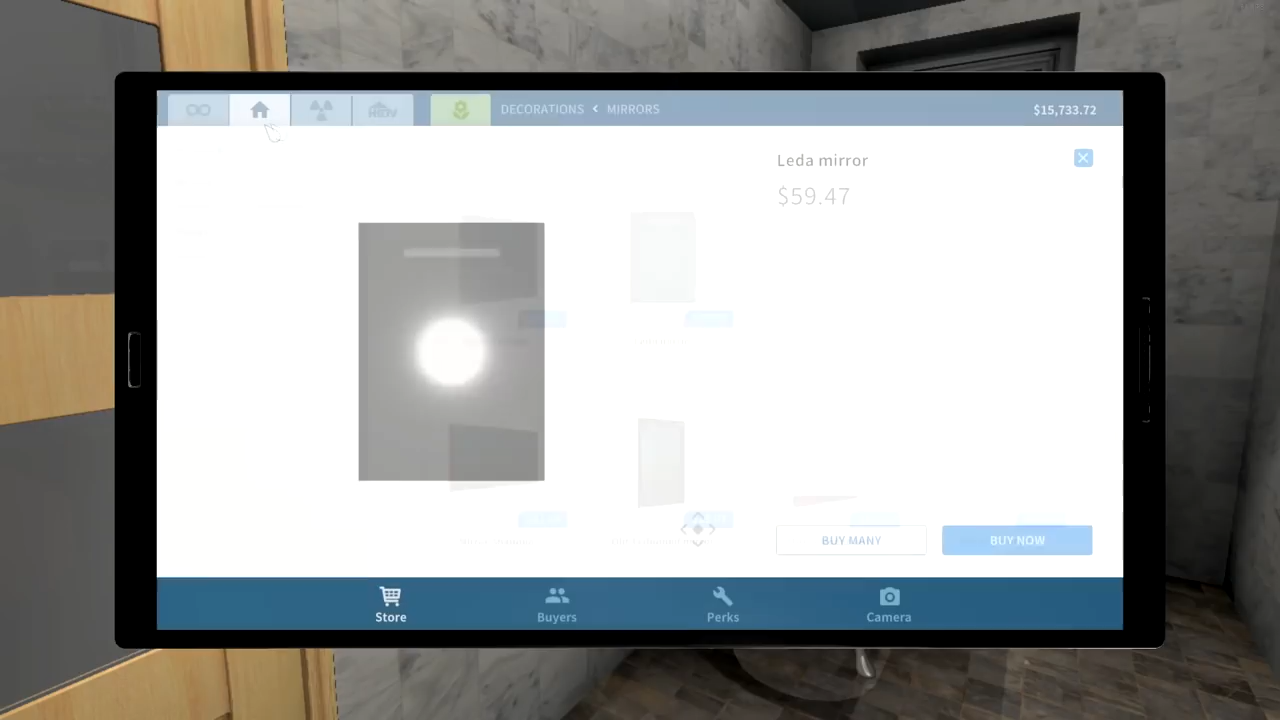 DECORATIONS < MIRRORS
$15,733.72
Leda mirror
$59.47
BUY MANY
BUY NOW
Store
Buyers
Perks
Camera